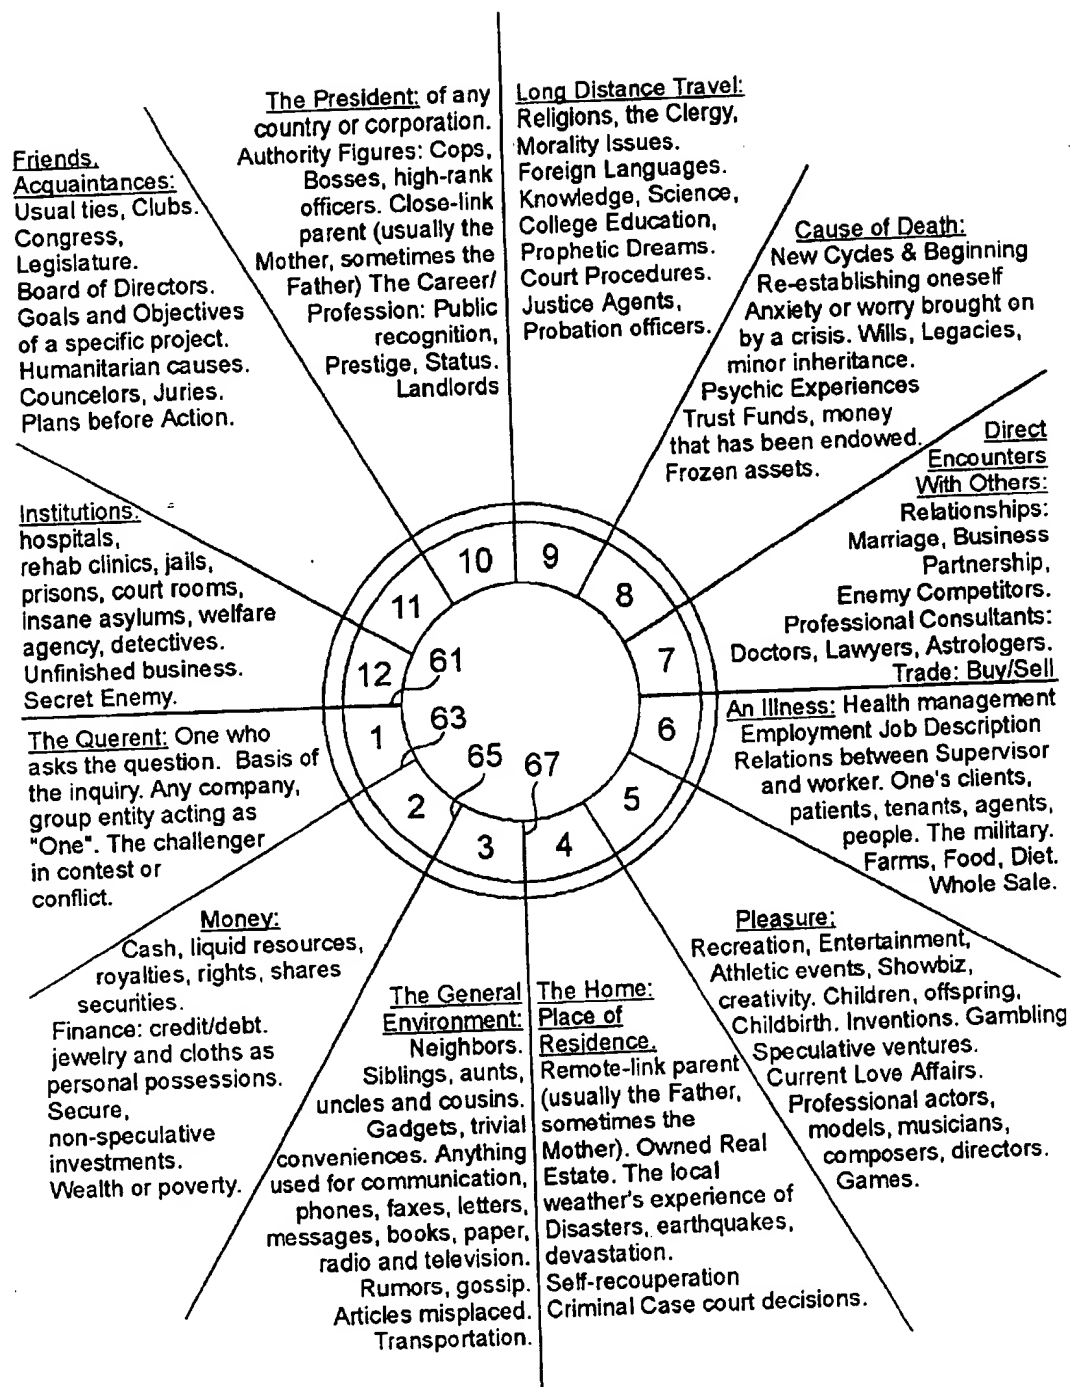 The President: of any
country or corporation.
Authority Figures: Cops,
Bosses, high-rank
officers. Close-link
parent (usually the
Mother, sometimes the
Father) The Career/
Profession: Public
recognition,
Prestige, Status.
Landlords
Long Distance Travel:
Religions, the Clergy,
Morality Issues.
Foreign Languages.
Knowledge, Science,
College Education,
Prophetic Dreams.
Court Procedures.
Justice Agents,
Probation officers.
Friends,
Acquaintances:
Usual ties, Clubs.
Congress,
Legislature.
Board of Directors.
Goals and Objectives
of a specific project.
Humanitarian causes.
Councelors, Juries.
Plans before Action.
Cause of Death:
New Cycles & Beginning
Re-establishing oneself
Anxiety or worry brought on
by a crisis. Wills, Legacies,
minor inheritance.
Psychic Experiences
Trust Funds, money
that has been endowed.
Frozen assets.
Direct
Encounters
With Others:
Relationships:
Marriage, Business
Partnership,
Enemy Competitors.
Professional Consultants:
Doctors, Lawyers, Astrologers.
Trade: Buy/Sell
Institutions:
hospitals,
rehab clinics, jails,
prisons, court rooms,
insane asylums, welfare
agency, detectives.
Unfinished business.
Secret Enemy.
10
9
11
8
12
61
7
1
63
6
65
67
2
5
3
4
The Querent: One who
asks the question. Basis of
the inquiry. Any company,
group entity acting as
"One". The challenger
in contest or
conflict.
An Illness: Health management
Employment Job Description
Relations between Supervisor
and worker. One's clients,
patients, tenants, agents,
people. The military.
Farms, Food, Diet.
Whole Sale.
Money:
Cash, liquid resources,
royalties, rights, shares
securities.
Finance: credit/debt.
jewelry and cloths as
personal possessions.
Secure,
non-speculative
investments.
Wealth or poverty.
The General
Environment:
Neighbors.
Siblings, aunts,
uncles and cousins.
Gadgets, trivial
conveniences. Anything
used for communication,
phones, faxes, letters,
messages, books, paper,
radio and television.
Rumors, gossip.
Articles misplaced.
Transportation.
The Home:
Place of
Residence.
Remote-link parent
(usually the Father,
sometimes the
Mother). Owned Real
Estate. The local
weather's experience of
Disasters, earthquakes,
devastation.
Self-recouperation
Criminal Case court decisions.
Pleasure:
Recreation, Entertainment,
Athletic events, Showbiz,
creativity. Children, offspring,
Childbirth. Inventions. Gambling
Speculative ventures.
Current Love Affairs.
Professional actors,
models, musicians,
composers, directors.
Games.